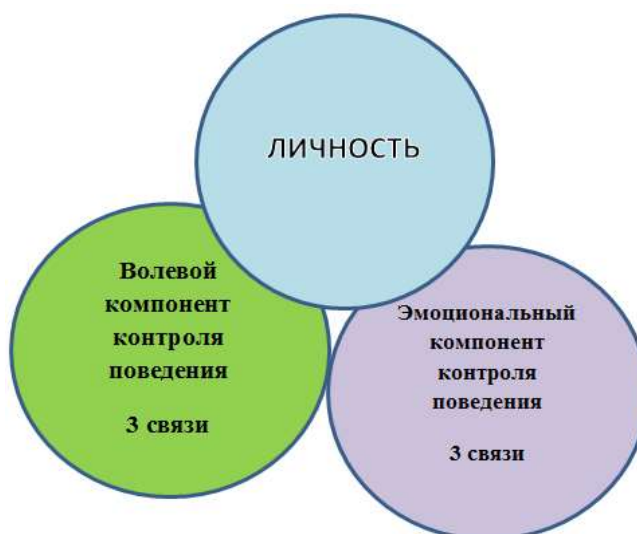 ЛИЧНОСТЬ
Волевой
компонент
контроля
поведения
3 связи
Эмоциональный
компонент
контроля
поведения
3 связи